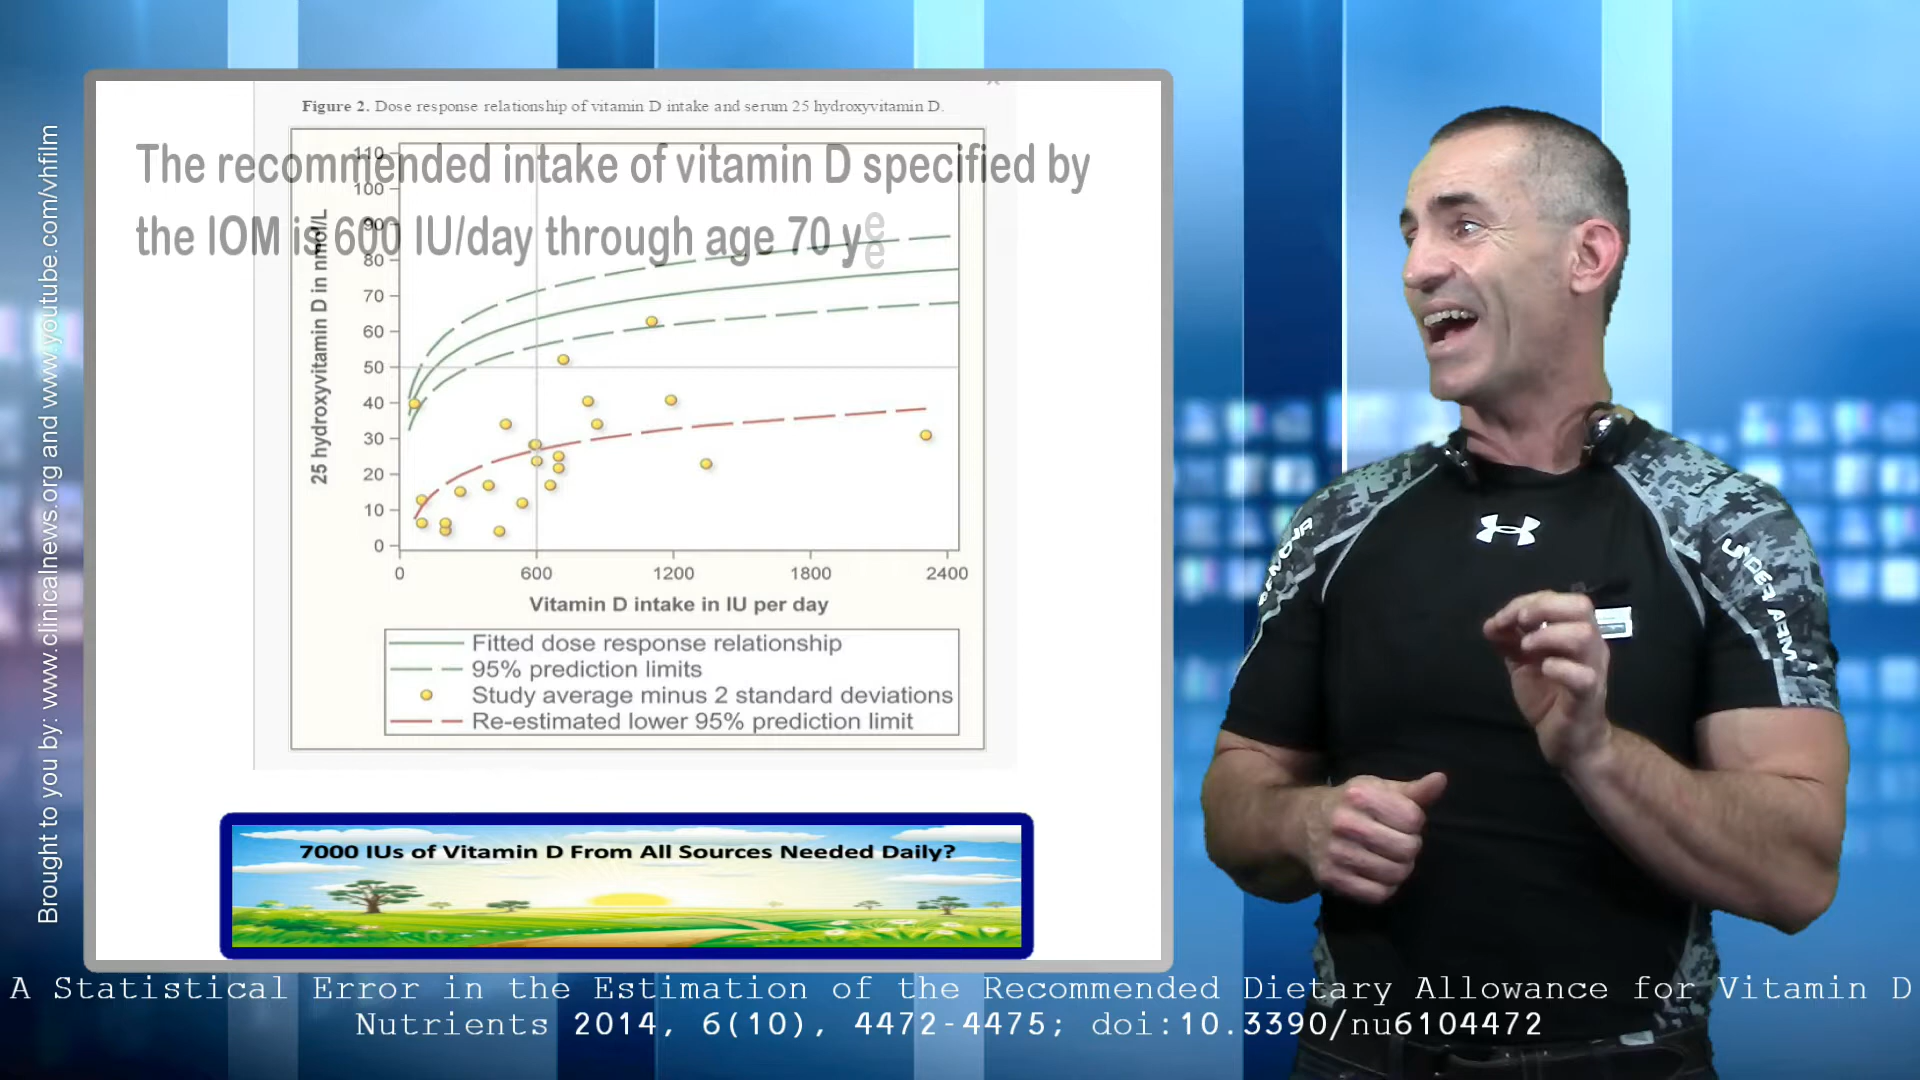 Brought to you by: www.clinicalnews.org and www.youtube.com/vhfilm
Figure 2. Dose response relationship of vitamin D intake and serum 25 hydroxyvitamin D.
The recommended intake of vitamin D specified by
the IOM is 600 IU/day through age 70 ye
110
100
90
80
70
60
50
40
30
20
10
0
25 hydroxyvitamin D in nmol/L
0 600 1200 1800 2400
Vitamin D intake in IU per day
Fitted dose response relationship
95% prediction limits
Study average minus 2 standard deviations
Re-estimated lower 95% prediction limit
7000 IUs of Vitamin D From All Sources Needed Daily?
UNDER ARM
A Statistical Error in the Estimation of the Recommended Dietary Allowance for Vitamin D
Nutrients 2014, 6(10), 4472-4475; doi:10.3390/nu6104472